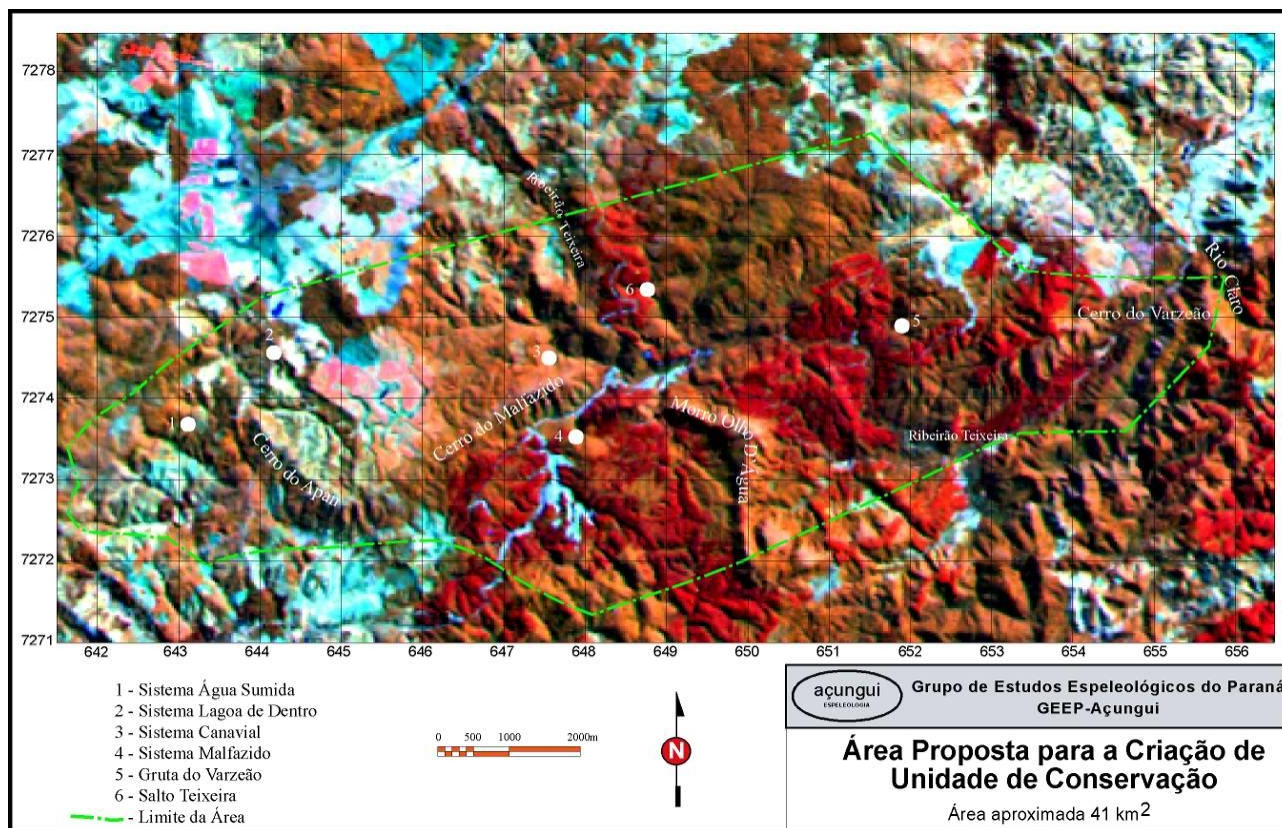 7278
7277
7276
7275
7274
7273
7272
7271
642 643 644 645 646 647 648 649 650 651 652 653 654 655 656
Ribeirão Teixeira
Rio Claro
6
Cerro do Varzeão
5
2
3
Cerro do Malfazido
1
4
Morro Olho D'Água
Ribeirão Teixeira
Cerro do Apan
1 - Sistema Água Sumida
2 - Sistema Lagoa de Dentro
3 - Sistema Canavial
4 - Sistema Malfazido
5 - Gruta do Varzeão
6 - Salto Teixeira
- Limite da Área
0 500 1000 2000m
N
açungui
ESPELEOLOGIA
Grupo de Estudos Espeleológicos do Paraná
GEEP-Açungui
Área Proposta para a Criação de
Unidade de Conservação
Área aproximada 41 km2